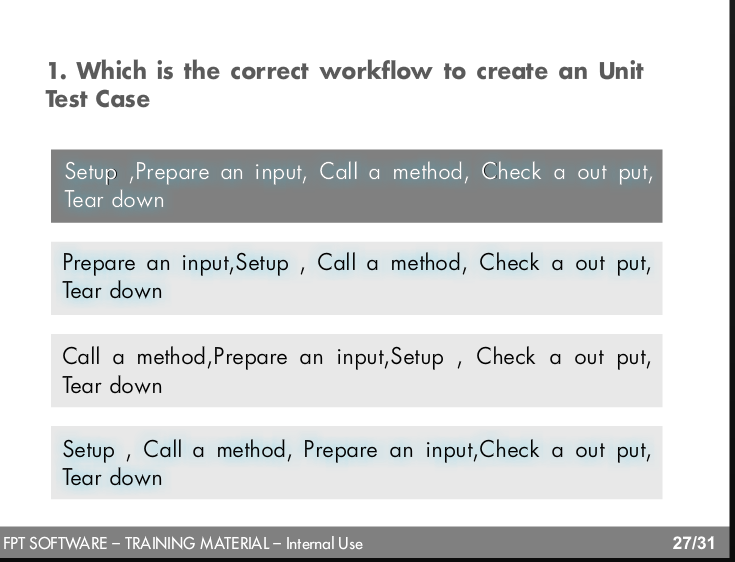 1. Which is the correct workflow to create an Unit
Test Case
Setup ,Prepare an input, Call a method, Check a out put,
Tear down
Prepare an input,Setup , Call a method, Check a out put,
Tear down
Call a method,Prepare an input,Setup , Check a out put,
Tear down
Setup , Call a method, Prepare an input,Check a out put,
Tear down
FPT SOFTWARE – TRAINING MATERIAL – Internal Use
27/31